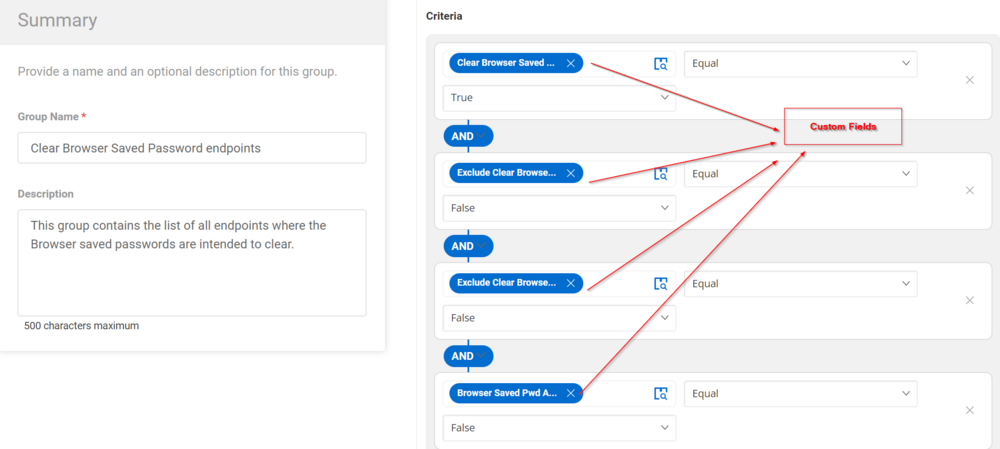 Summary
Provide a name and an optional description for this group.
Group Name *
Clear Browser Saved Password endpoints
Description
This group contains the list of all endpoints where the
Browser saved passwords are intended to clear.
500 characters maximum
Criteria
Clear Browser Saved ...
Equal
True
Custom Fields
AND
Exclude Clear Browse...
Equal
False
AND
Exclude Clear Browse...
Equal
False
AND
Browser Saved Pwd A...
Equal
False